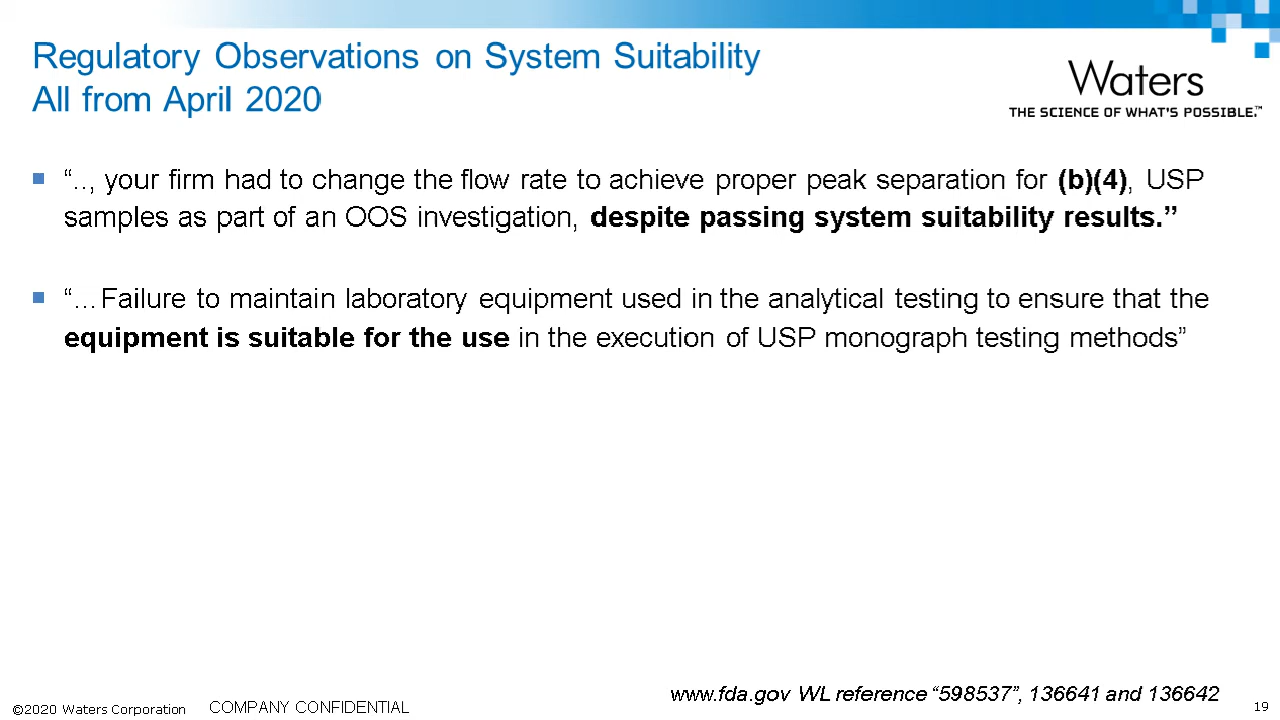 Regulatory Observations on System Suitability
All from April 2020
Waters
THE SCIENCE OF WHAT'S POSSIBLE.™
“.., your firm had to change the flow rate to achieve proper peak separation for (b)(4), USP
samples as part of an OOS investigation, despite passing system suitability results.”
“…Failure to maintain laboratory equipment used in the analytical testing to ensure that the
equipment is suitable for the use in the execution of USP monograph testing methods”
www.fda.gov WL reference “598537”, 136641 and 136642
©2020 Waters Corporation COMPANY CONFIDENTIAL 19